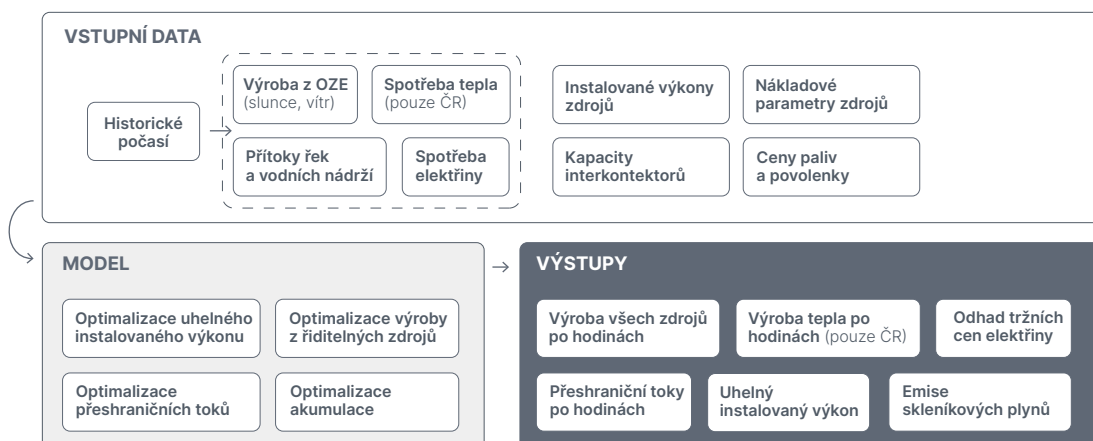 VSTUPNÍ DATA
Historické
počasí
Výroba z OZE
(slunce, vítr)
Spotřeba tepla
(pouze ČR)
Přítoky řek
a vodních nádrží
Spotřeba
elektřiny
Instalované výkony
zdrojů
Nákladové
parametry zdrojů
Kapacity
interkontektorů
Ceny paliv
a povolenky
MODEL
Optimalizace uhelného
instalovaného výkonu
Optimalizace výroby
z řiditelných zdrojů
Optimalizace
přeshraničních toků
Optimalizace
akumulace
VÝSTUPY
Výroba všech zdrojů
po hodinách
Výroba tepla po
hodinách (pouze ČR)
Odhad tržních
cen elektřiny
Přeshraniční toky
po hodinách
Uhelný
instalovaný výkon
Emise
skleníkových plynů